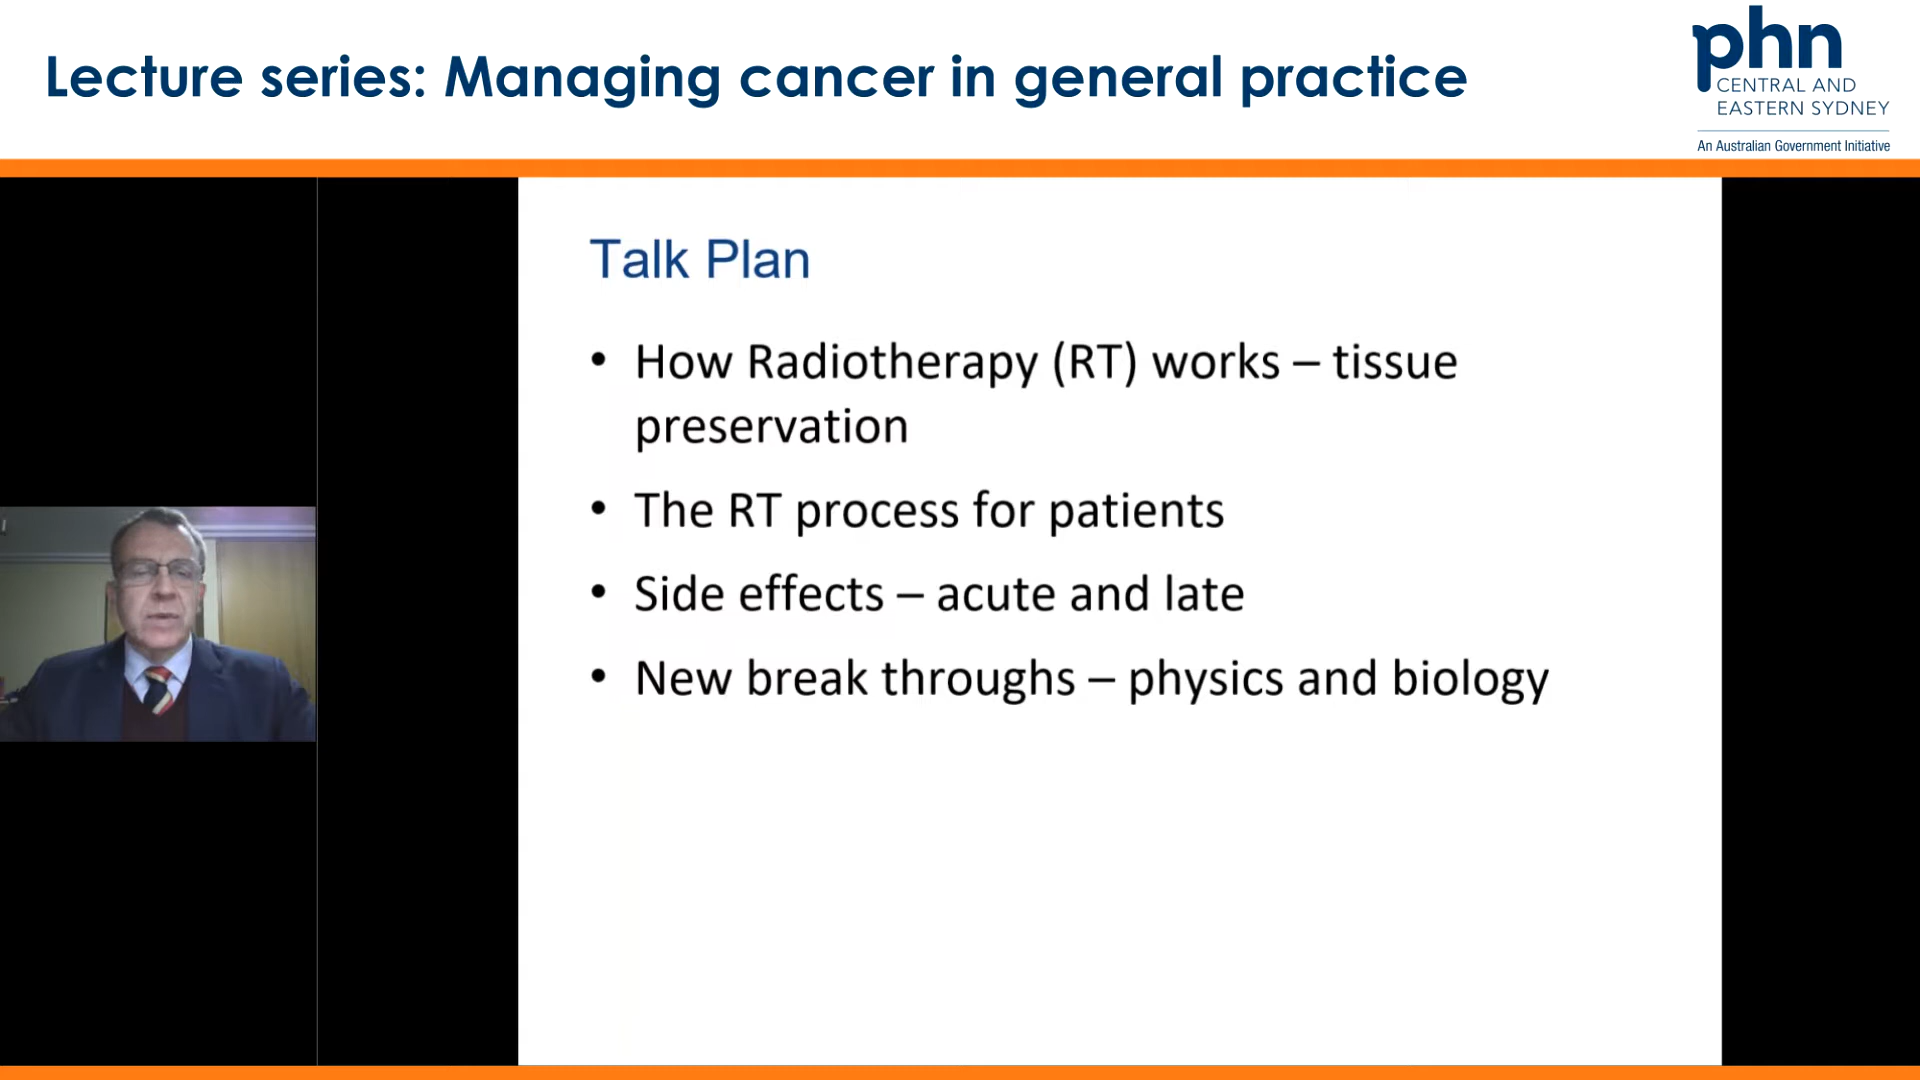 Lecture series: Managing cancer in general practice
phn
CENTRAL AND
EASTERN SYDNEY
An Australian Government Initiative
Talk Plan
• How Radiotherapy (RT) works – tissue
preservation
• The RT process for patients
• Side effects – acute and late
• New break throughs – physics and biology